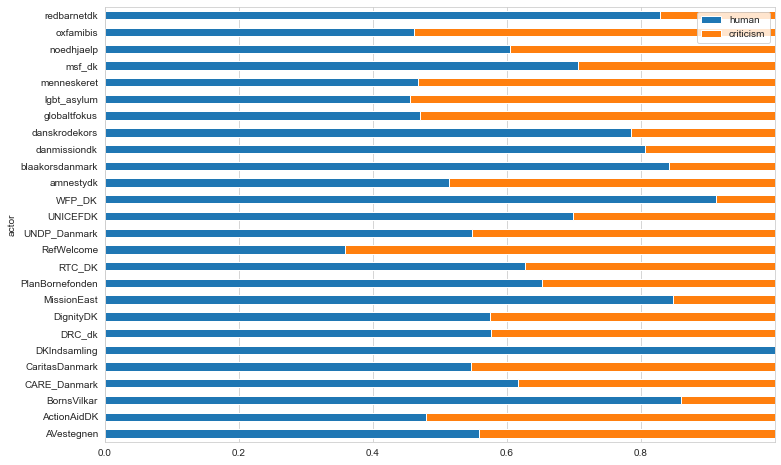 redbarnetdk
oxfamibis
noedhjaelp
msf_dk
menneskeret
lgbt_asylum
globaltfokus
danskrodekors
danmissiondk
blaakorsdanmark
amnestydk
WFP_DK
UNICEFDK
UNDP_Danmark
RefWelcome
RTC_DK
PlanBornefonden
MissionEast
DignityDK
DRC_dk
DKIndsamling
CaritasDanmark
CARE_Danmark
BornsVilkar
ActionAidDK
AVestegnen
actor
human
criticism
0.0 0.2 0.4 0.6 0.8